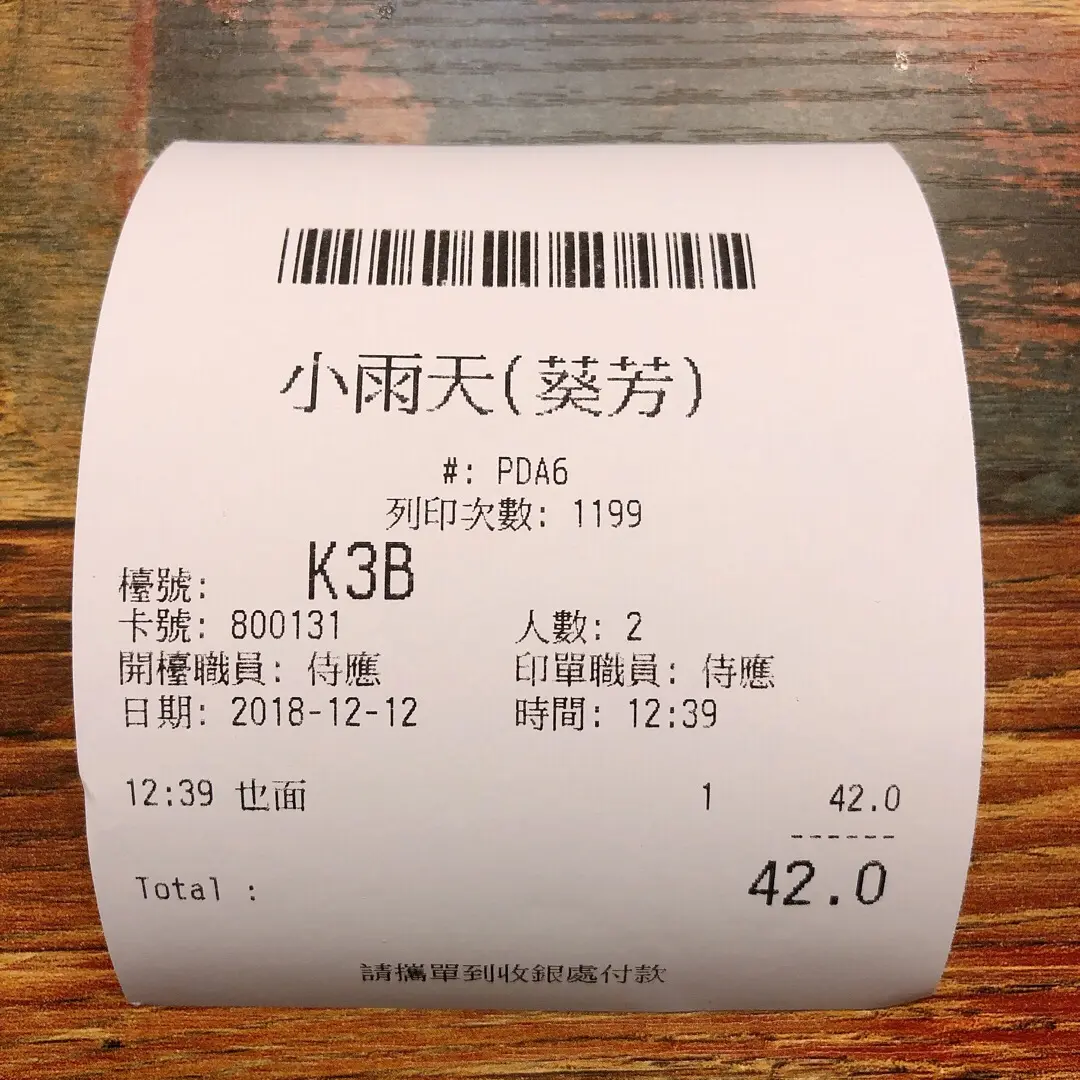 小雨天(葵芳)
#: PDA6
列印次數: 1199
檯號: K3B
卡號: 800131 人數: 2
開檯職員: 侍應 印單職員: 侍應
日期: 2018-12-12 時間: 12:39
12:39 也面 1 42.0
------
Total : 42.0
請攜單到收銀處付款